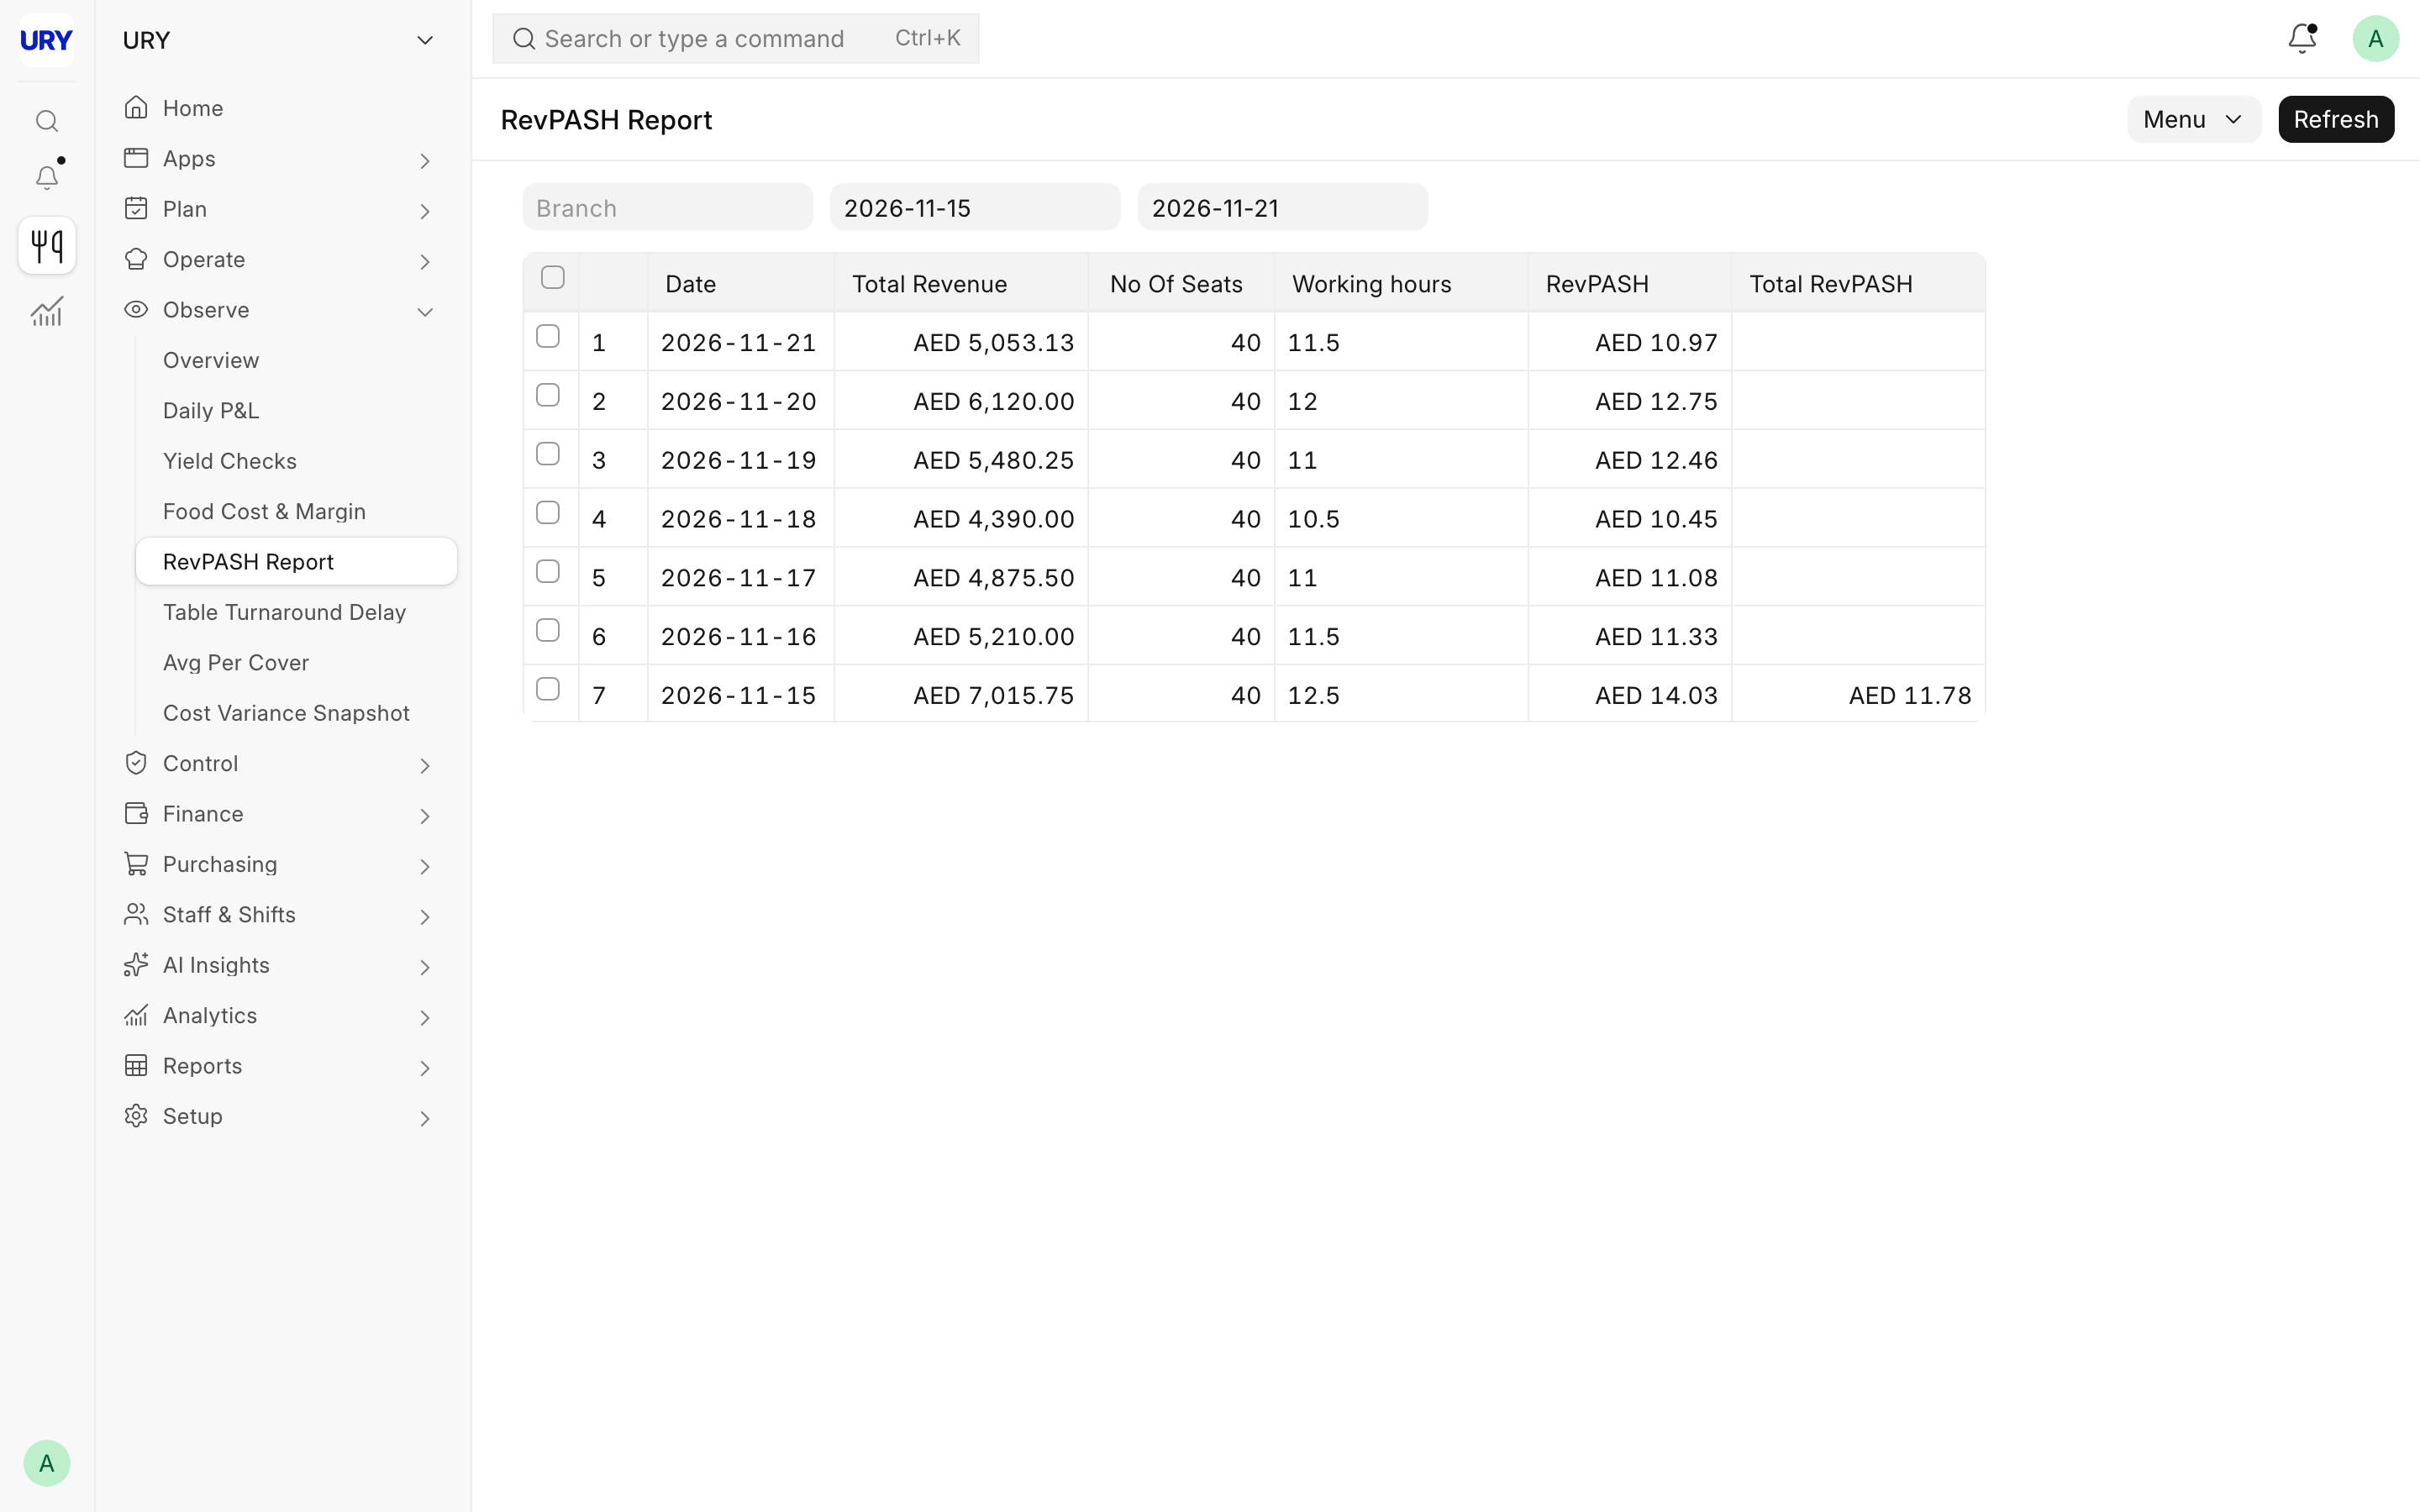 URY
URY
Home
Apps
Plan
Operate
Observe
Overview
Daily P&L
Yield Checks
Food Cost & Margin
RevPASH Report
Table Turnaround Delay
Avg Per Cover
Cost Variance Snapshot
Control
Finance
Purchasing
Staff & Shifts
AI Insights
Analytics
Reports
Setup
A
Search or type a command Ctrl+K
A
RevPASH Report
Menu
Refresh
Branch 2026-11-15 2026-11-21
Date Total Revenue No Of Seats Working hours RevPASH Total RevPASH
1 2026-11-21 AED 5,053.13 40 11.5 AED 10.97
2 2026-11-20 AED 6,120.00 40 12 AED 12.75
3 2026-11-19 AED 5,480.25 40 11 AED 12.46
4 2026-11-18 AED 4,390.00 40 10.5 AED 10.45
5 2026-11-17 AED 4,875.50 40 11 AED 11.08
6 2026-11-16 AED 5,210.00 40 11.5 AED 11.33
7 2026-11-15 AED 7,015.75 40 12.5 AED 14.03 AED 11.78